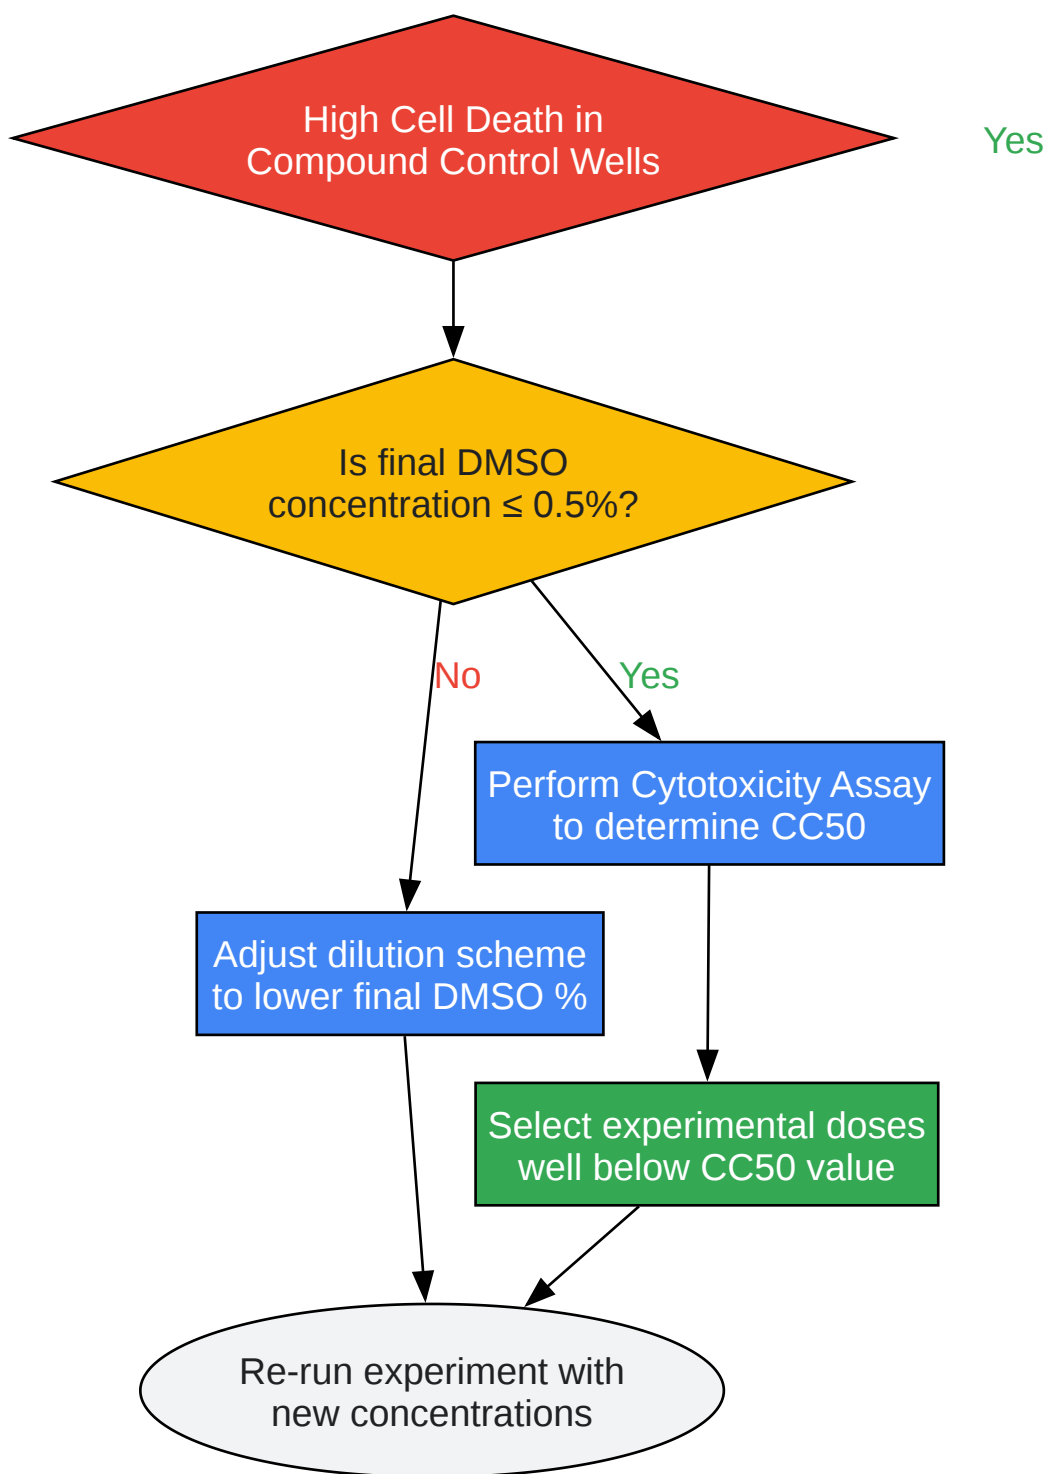 High Cell Death in
Compound Control Wells
Yes
Is final DMSO
concentration ≤ 0.5%?
No
Yes
Perform Cytotoxicity Assay
to determine CC50
Adjust dilution scheme
to lower final DMSO %
Select experimental doses
well below CC50 value
Re-run experiment with
new concentrations